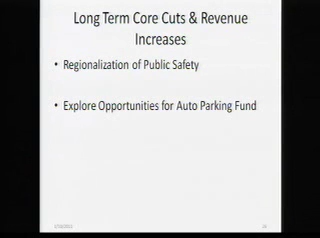 Long Term Core Cuts & Revenue
Increases
• Regionalization of Public Safety
• Explore Opportunities for Auto Parking Fund